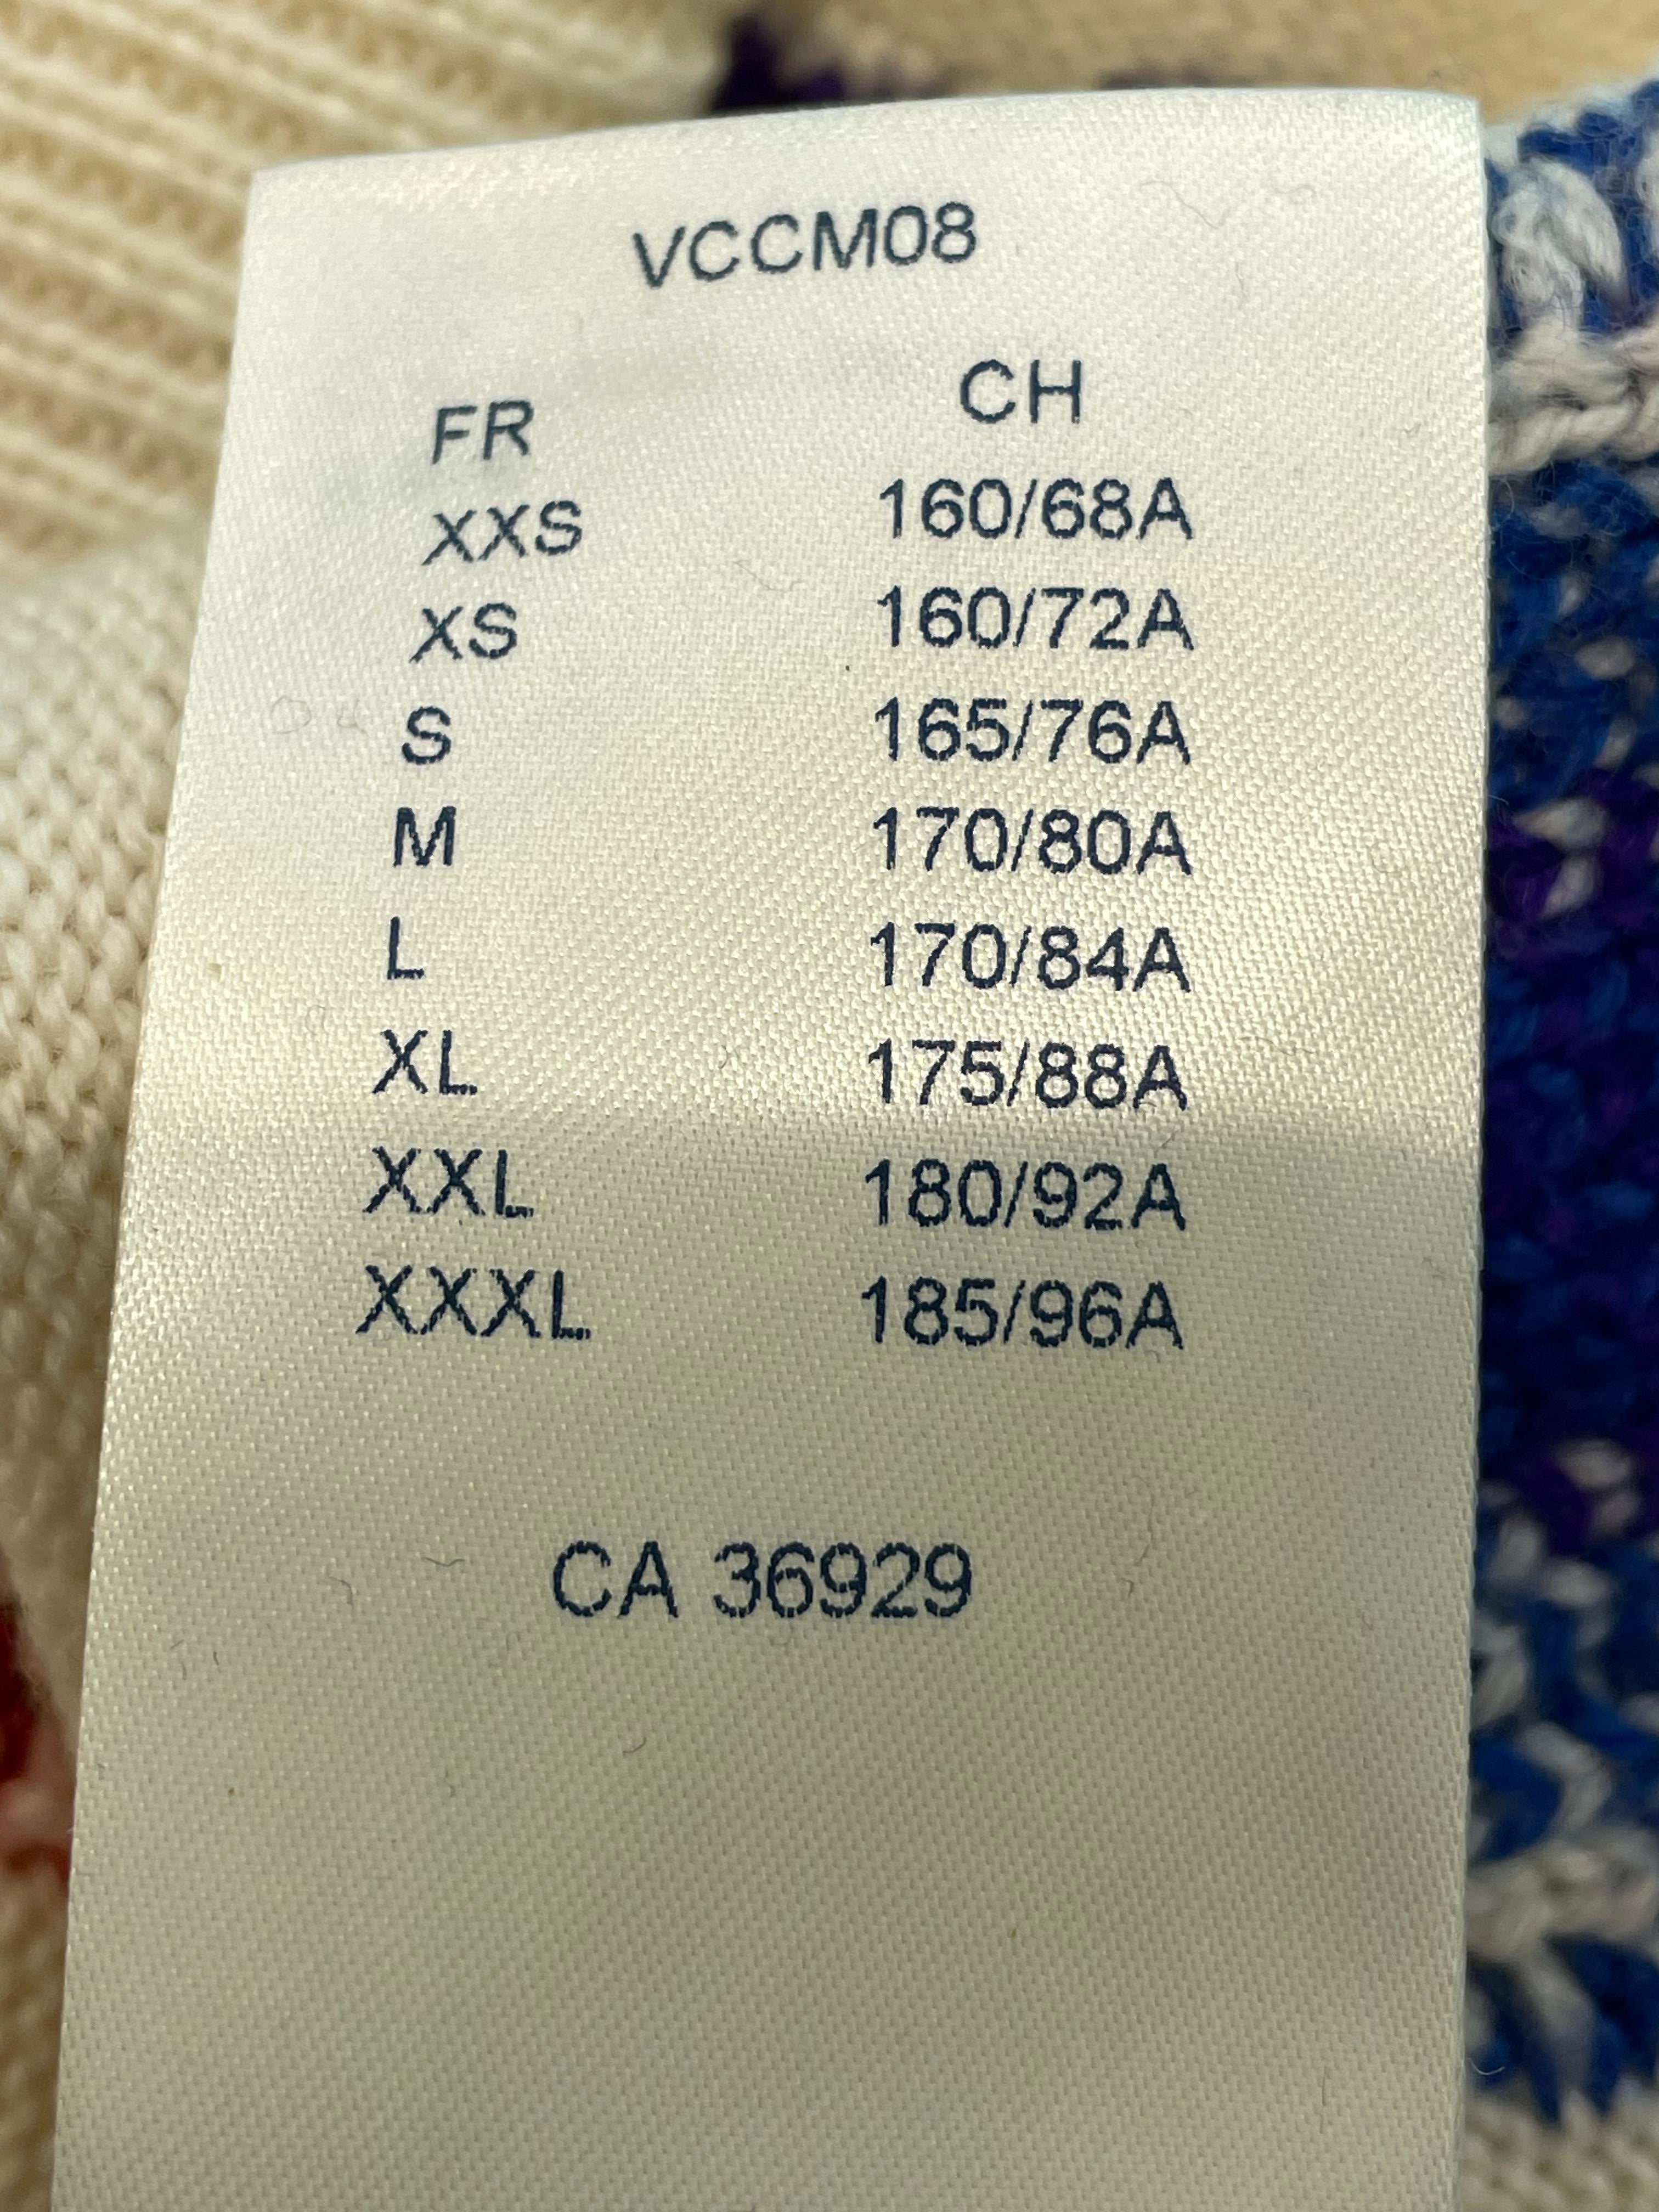 VCCM08
FR CH
XXS 160/68A
XS 160/72A
S 165/76A
M 170/80A
L 170/84A
XL 175/88A
XXL 180/92A
XXXL 185/96A
CA 36929